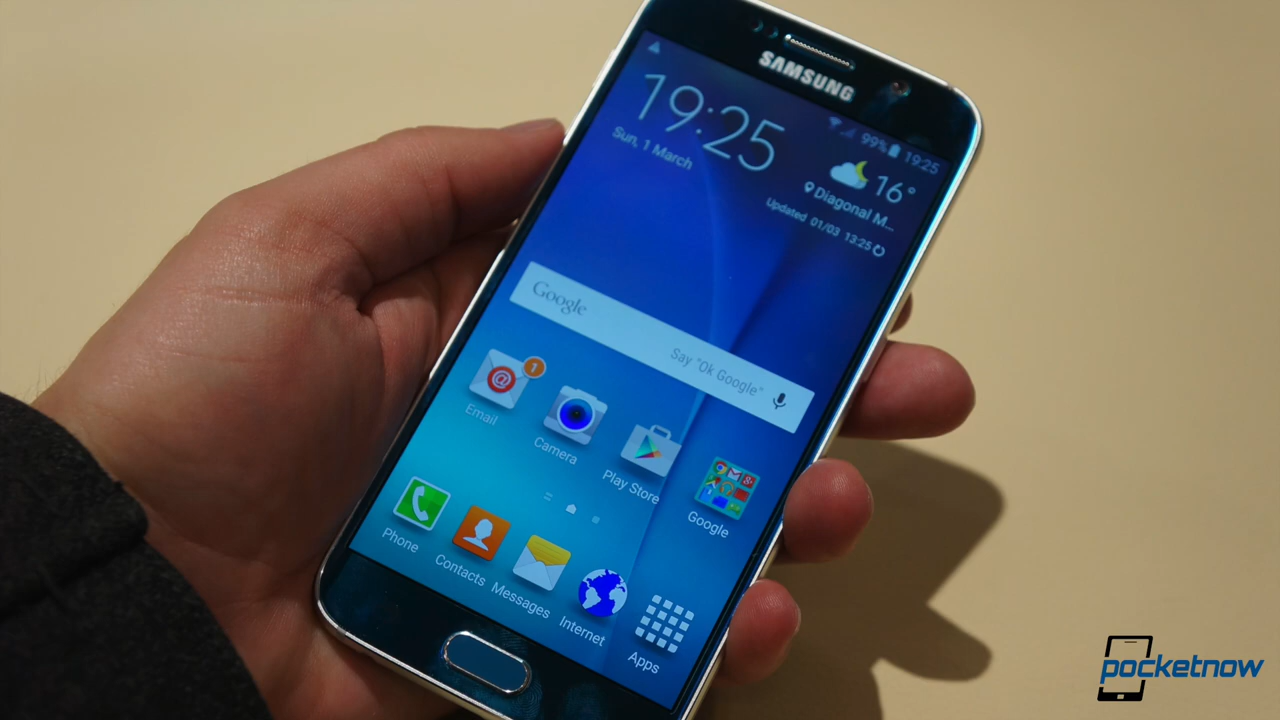 SAMSUNG
99% 19:25
19:25
Sun, 1 March
16°
Diagonal M...
Updated 01/03 13:25
Google
Say "Ok Google"
1
Email
Camera
Play Store
Google
Phone
Contacts
Messages
Internet
Apps
pocketnow